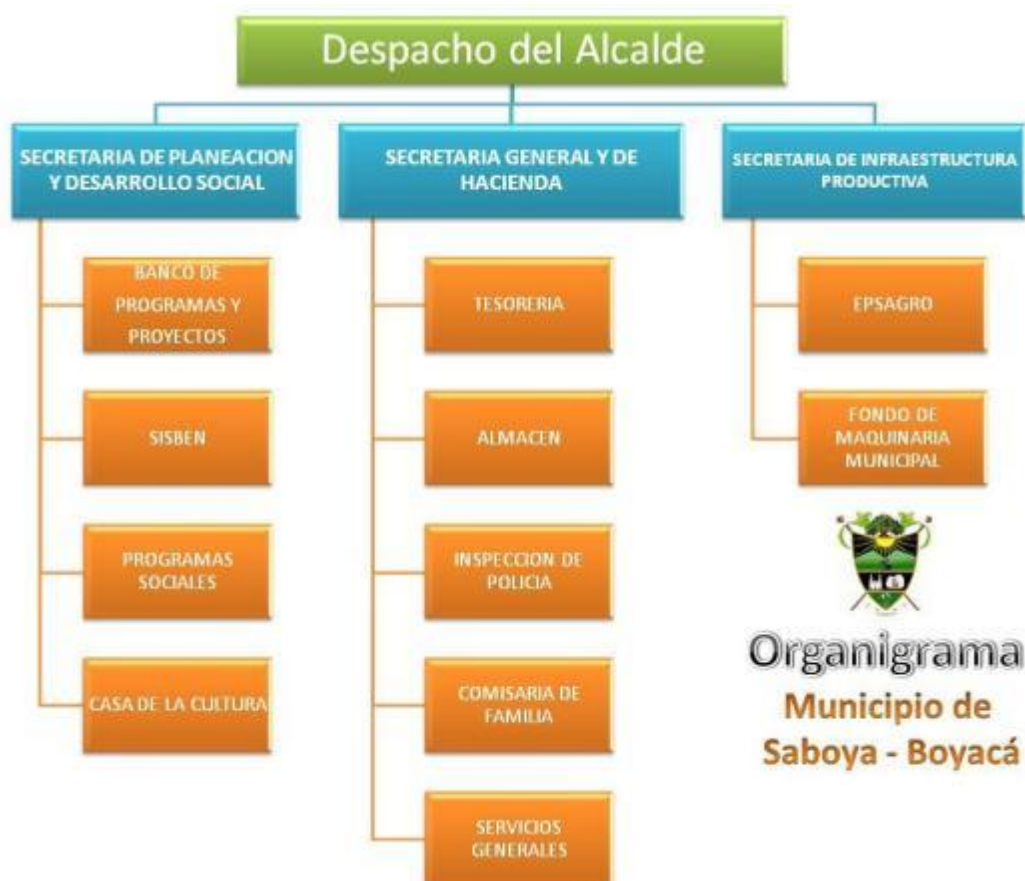 Despacho del Alcalde
SECRETARIA DE PLANEACION
Y DESARROLLO SOCIAL
BANCO DE
PROGRAMAS Y
PROYECTOS
SISBEN
PROGRAMAS
SOCIALES
CASA DE LA CULTURA
SECRETARIA GENERAL Y DE
HACIENDA
TESORERIA
ALMACEN
INSPECCION DE
POLICIA
COMISARIA DE
FAMILIA
SERVICIOS
GENERALES
SECRETARIA DE INFRAESTRUCTURA
PRODUCTIVA
EPSAGRO
FONDO DE
MAQUINARIA
MUNICIPAL
Organigrama
Municipio de
Saboya - Boyacá